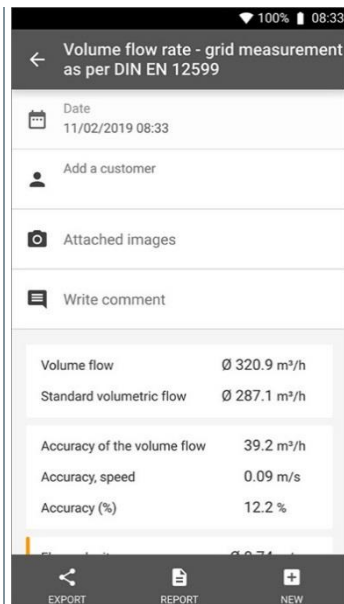 100% 08:33
Volume flow rate - grid measurement
as per DIN EN 12599
Date
11/02/2019 08:33
Add a customer
Attached images
Write comment
Volume flow Ø 320.9 m³/h
Standard volumetric flow Ø 287.1 m³/h
Accuracy of the volume flow 39.2 m³/h
Accuracy, speed 0.09 m/s
Accuracy (%) 12.2 %
EXPORT REPORT NEW